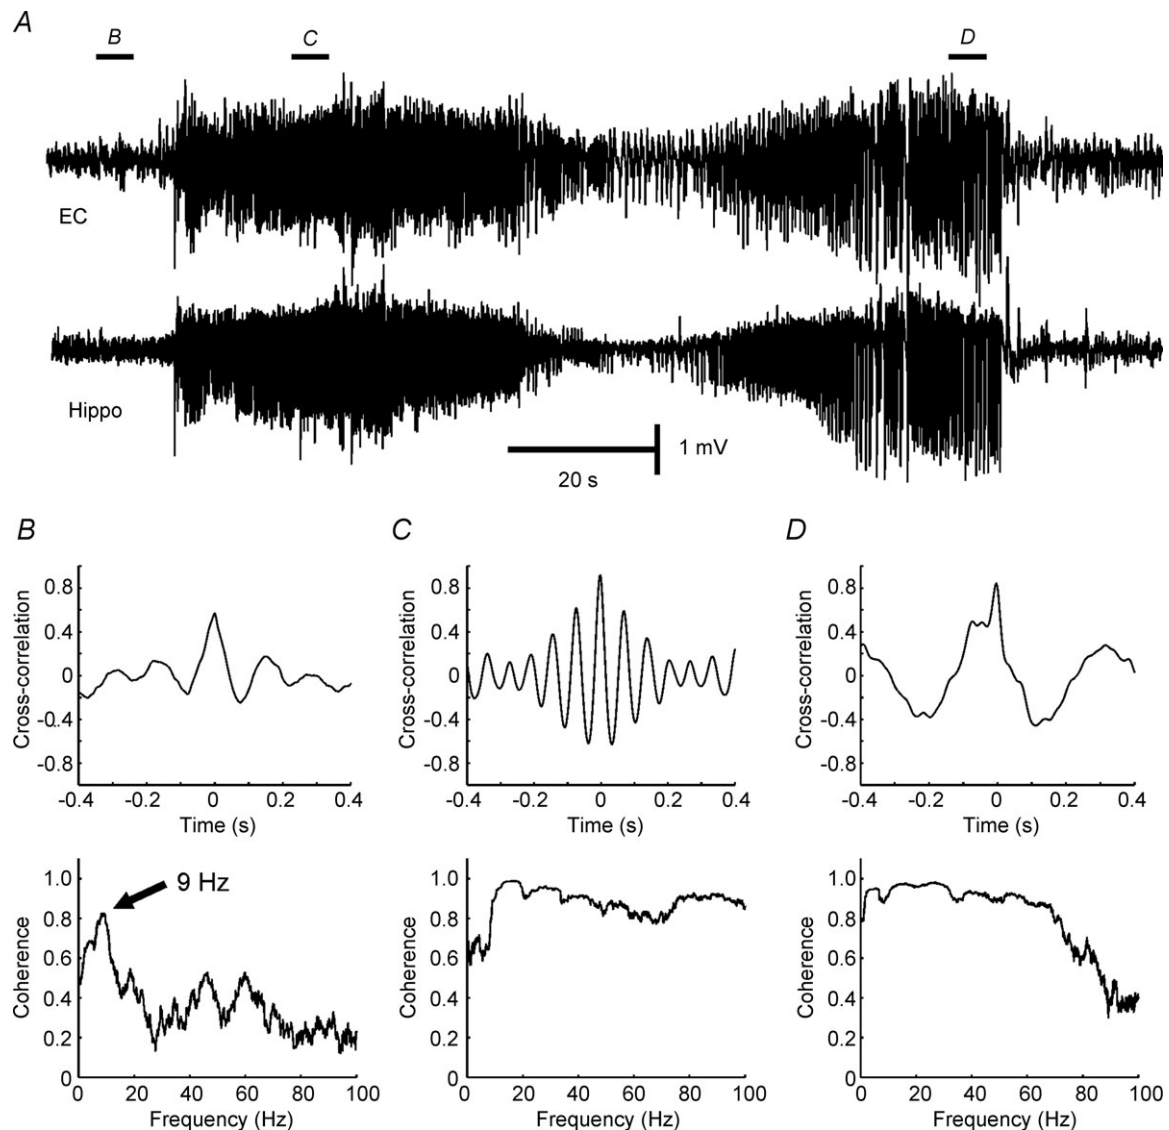 A
B C D
EC
Hippo
1 mV
20 s
B C D
0.8 0.8 0.8
0.4 0.4 0.4
0 0 0
-0.4 -0.4 -0.4
-0.8 -0.8 -0.8
Cross-correlation Cross-correlation Cross-correlation
-0.4 -0.2 0 0.2 0.4 -0.4 -0.2 0 0.2 0.4 -0.4 -0.2 0 0.2 0.4
Time (s) Time (s) Time (s)
9 Hz
1.0 1.0 1.0
0.8 0.8 0.8
0.6 0.6 0.6
0.4 0.4 0.4
0.2 0.2 0.2
0 0 0
Coherence Coherence Coherence
0 20 40 60 80 100 0 20 40 60 80 100 0 20 40 60 80 100
Frequency (Hz) Frequency (Hz) Frequency (Hz)